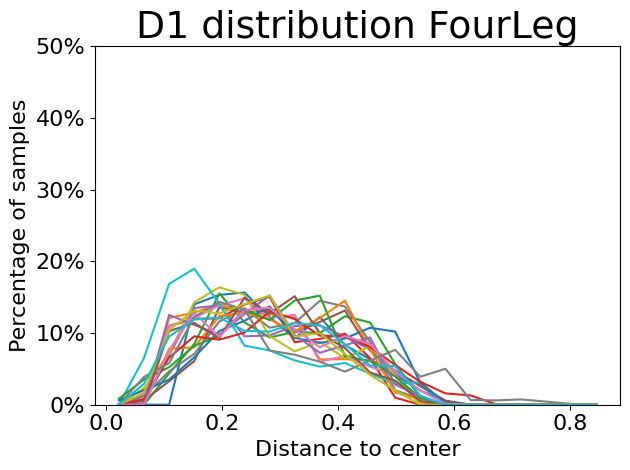 D1 distribution FourLeg
50%
40%
30%
20%
10%
0%
Percentage of samples
0.0 0.2 0.4 0.6 0.8
Distance to center